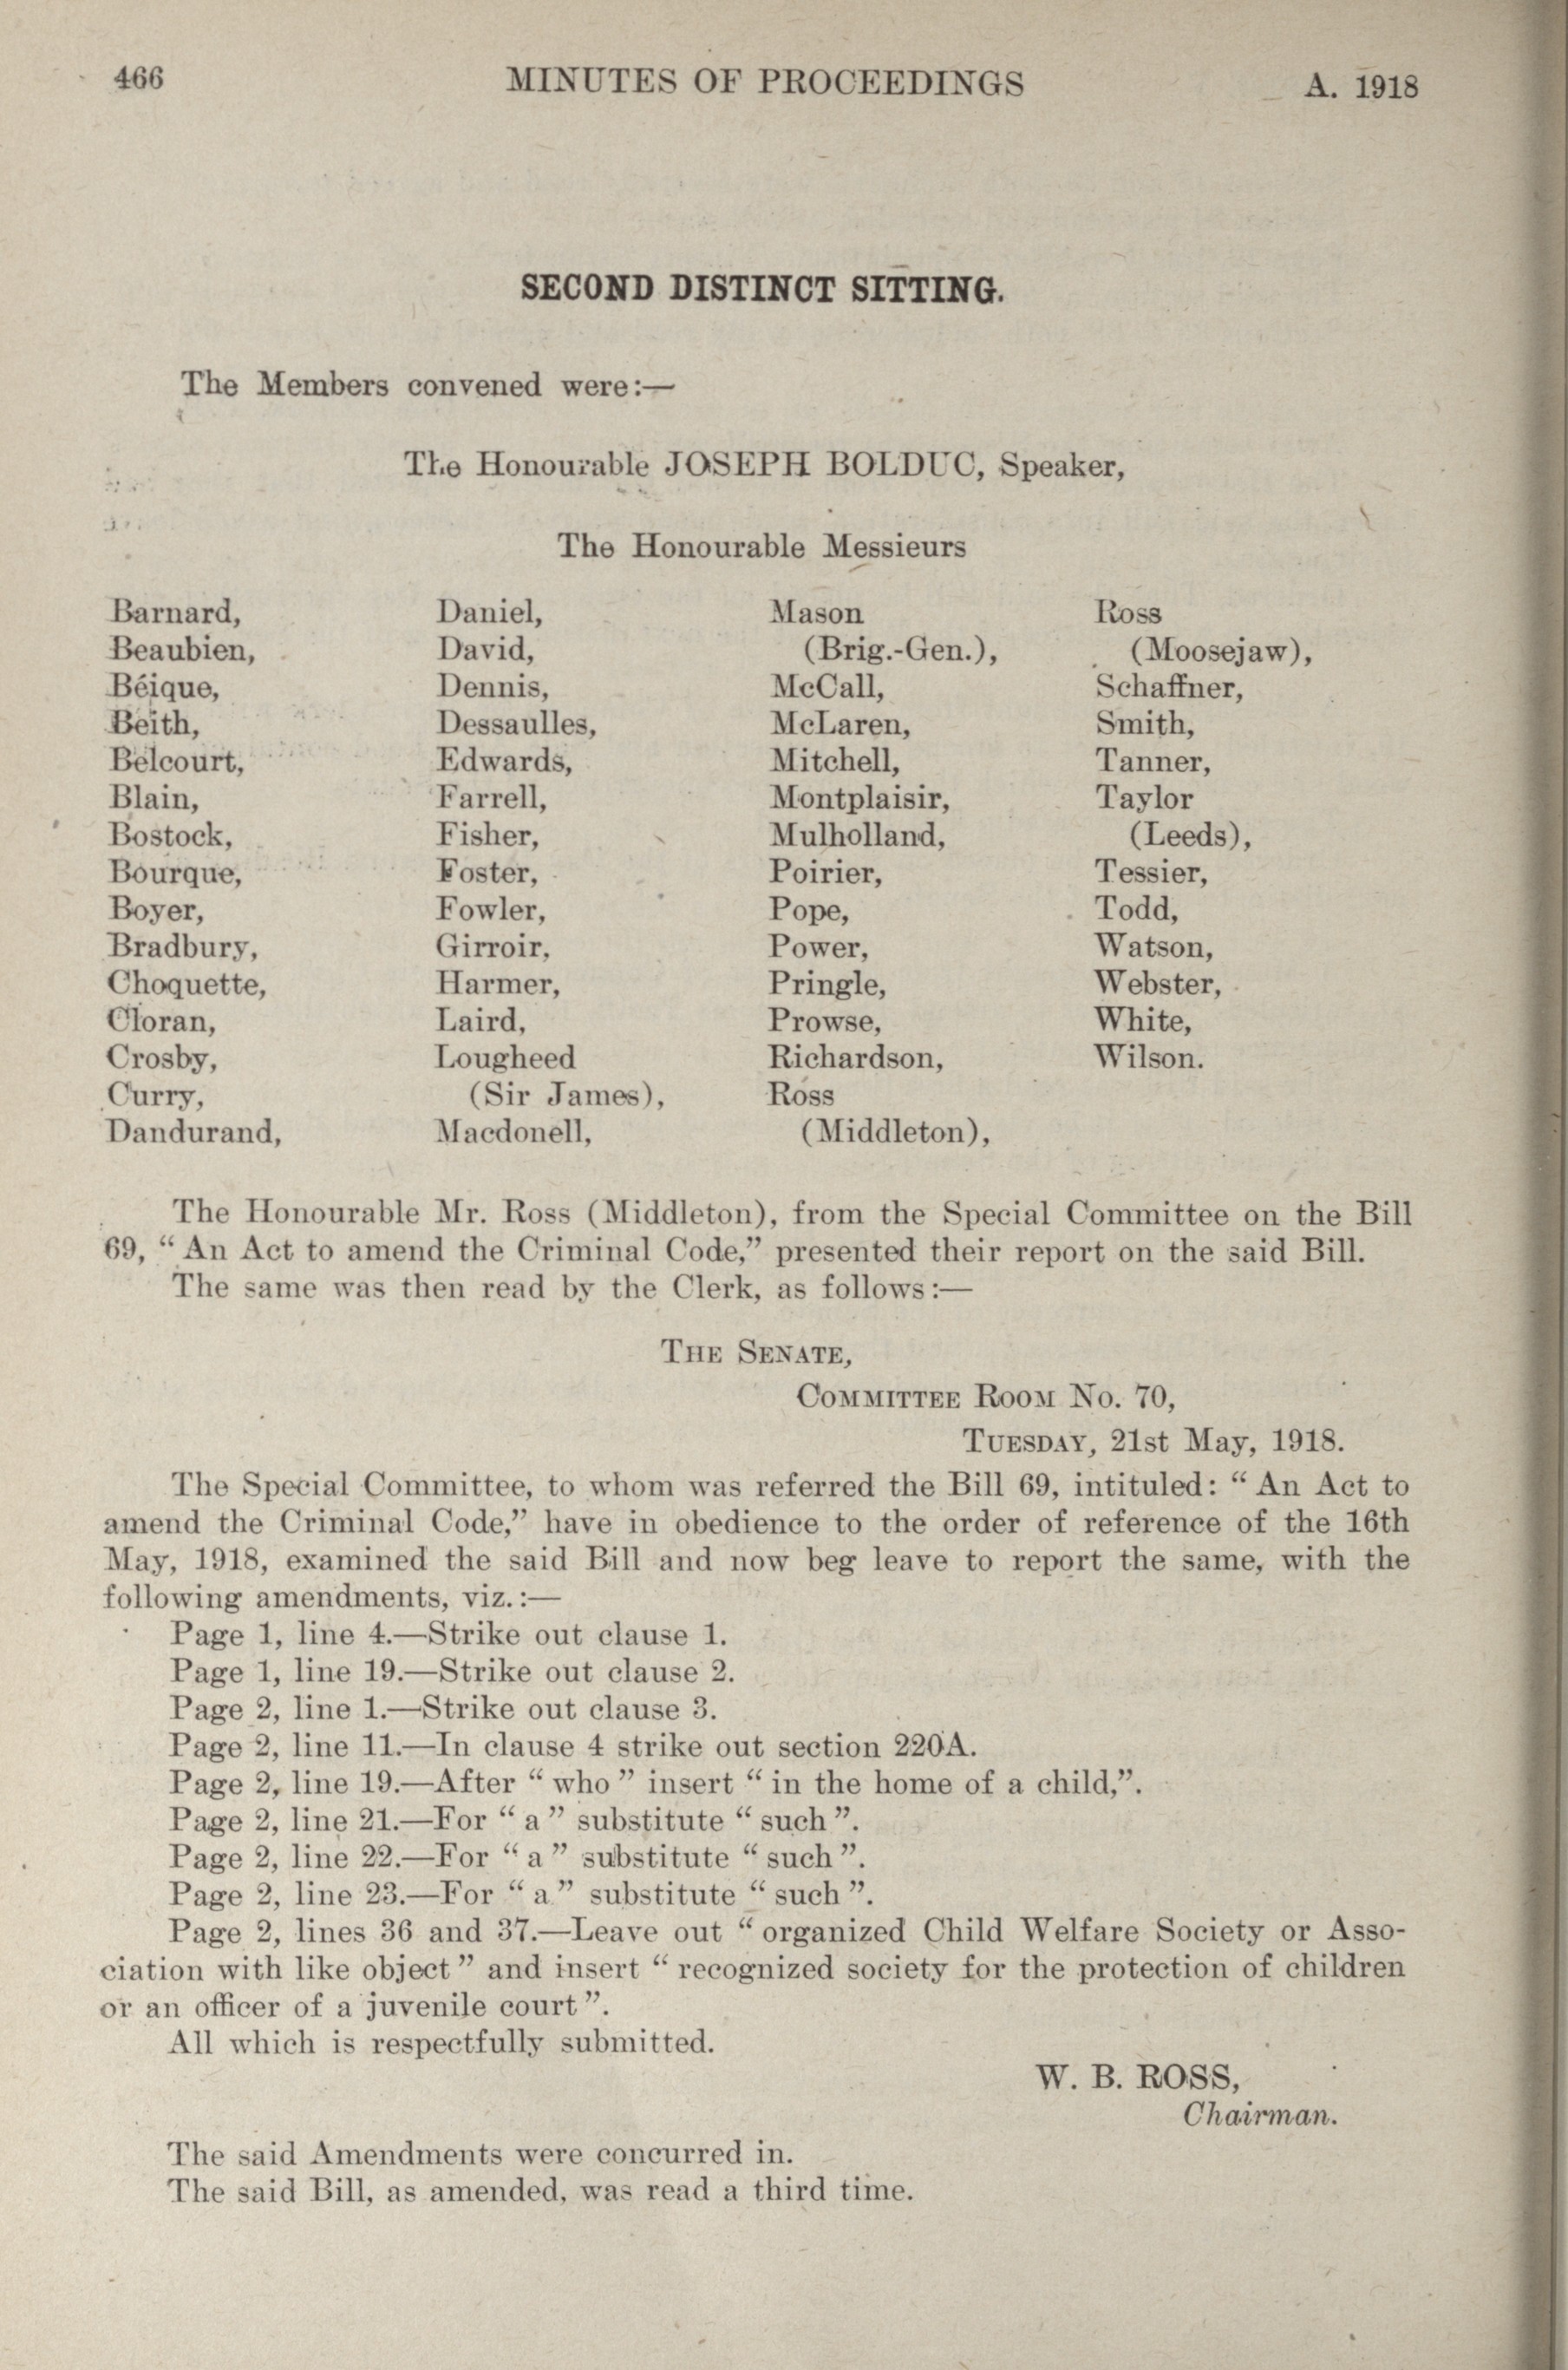 466 MINUTES OF PROCEEDINGS A. 1918
SECOND DISTINCT SITTING.
The Members convened were:—
The Honourable JOSEPH BOLDUC, Speaker,
The Honourable Messieurs
Barnard,
Beaubien,
Béique,
Beith,
Belcourt,
Blain,
Bostock,
Bourque,
Boyer,
Bradbury,
Choquette,
Cloran,
Crosby,
Curry,
Dandurand,
Daniel,
David,
Dennis,
Dessaulles,
Edwards,
Farrell,
Fisher,
Foster,
Fowler,
Girroir,
Harmer,
Laird,
Lougheed
(Sir James),
Macdonell,
Mason
(Brig.-Gen.),
McCall,
McLaren,
Mitchell,
Montplaisir,
Mulholland,
Poirier,
Pope,
Power,
Pringle,
Prowse,
Richardson,
Ross
(Middleton),
Ross
(Moosejaw),
Schaffner,
Smith,
Tanner,
Taylor
(Leeds),
Tessier,
Todd,
Watson,
Webster,
White,
Wilson.
The Honourable Mr. Ross (Middleton), from the Special Committee on the Bill
69, “ An Act to amend the Criminal Code,” presented their report on the said Bill.
The same was then read by the Clerk, as follows:—
THE SENATE,
COMMITTEE ROOM No. 70,
TUESDAY, 21st May, 1918.
The Special Committee, to whom was referred the Bill 69, intituled: “ An Act to
amend the Criminal Code,” have in obedience to the order of reference of the 16th
May, 1918, examined the said Bill and now beg leave to report the same, with the
following amendments, viz.:—
Page 1, line 4.—Strike out clause 1.
Page 1, line 19.—Strike out clause 2.
Page 2, line 1.—Strike out clause 3.
Page 2, line 11.—In clause 4 strike out section 220A.
Page 2, line 19.—After “ who ” insert “ in the home of a child,”.
Page 2, line 21.—For “ a ” substitute “ such ”.
Page 2, line 22.—For “ a ” substitute “ such ”.
Page 2, line 23.—For “ a ” substitute “ such ”.
Page 2, lines 36 and 37.—Leave out “ organized Child Welfare Society or Asso-
ciation with like object ” and insert “ recognized society for the protection of children
or an officer of a juvenile court ”.
All which is respectfully submitted.
W. B. ROSS,
Chairman.
The said Amendments were concurred in.
The said Bill, as amended, was read a third time.